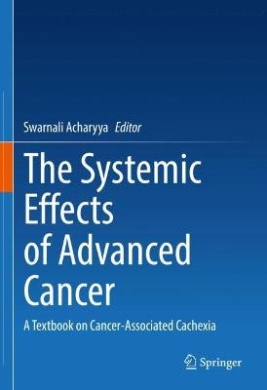 Swarnali Acharyya Editor
The Systemic
Effects
of Advanced
Cancer
A Textbook on Cancer-Associated Cachexia
Springer